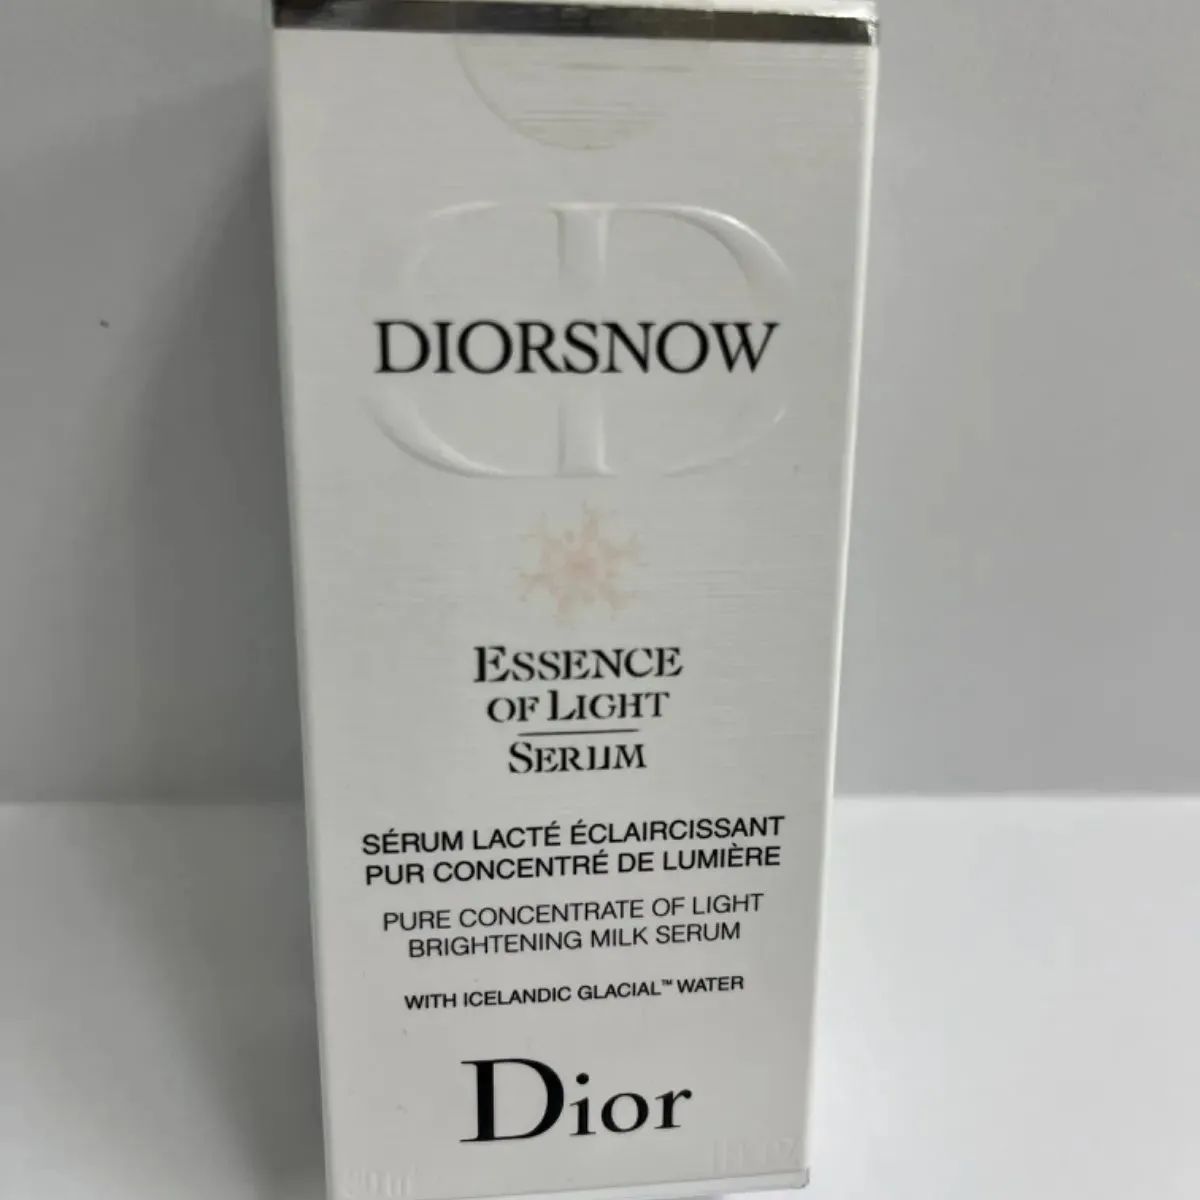 DIORSNOW
ESSENCE
OF LIGHT
SERUM
SÉRUM LACTÉ ÉCLAIRCISSANT
PUR CONCENTRÉ DE LUMIÈRE
PURE CONCENTRATE OF LIGHT
BRIGHTENING MILK SERUM
WITH ICELANDIC GLACIAL™ WATER
Dior